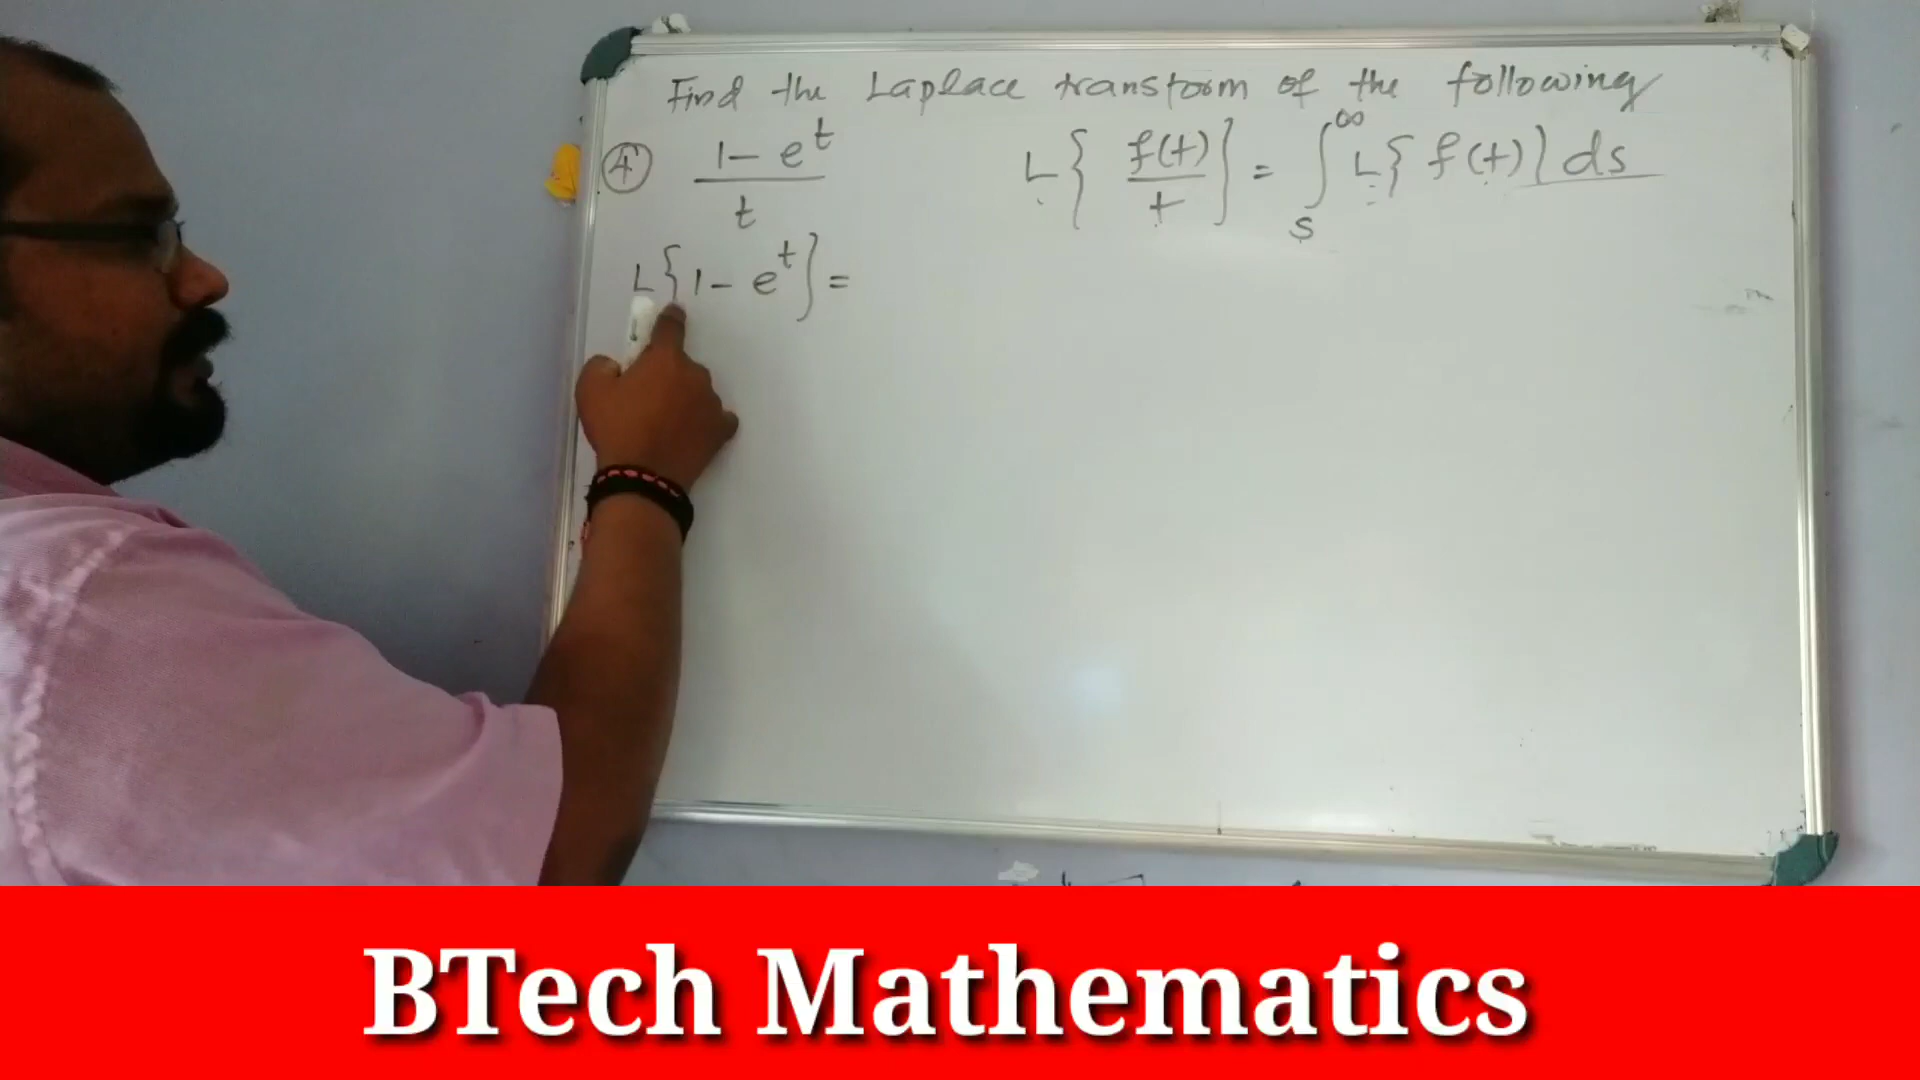 Find the Laplace transform of the following
④ (1 - e^t)/t    L{f(t)/t} = ∫_s^∞ L{f(t)} ds
L{1 - e^t} =
BTech Mathematics